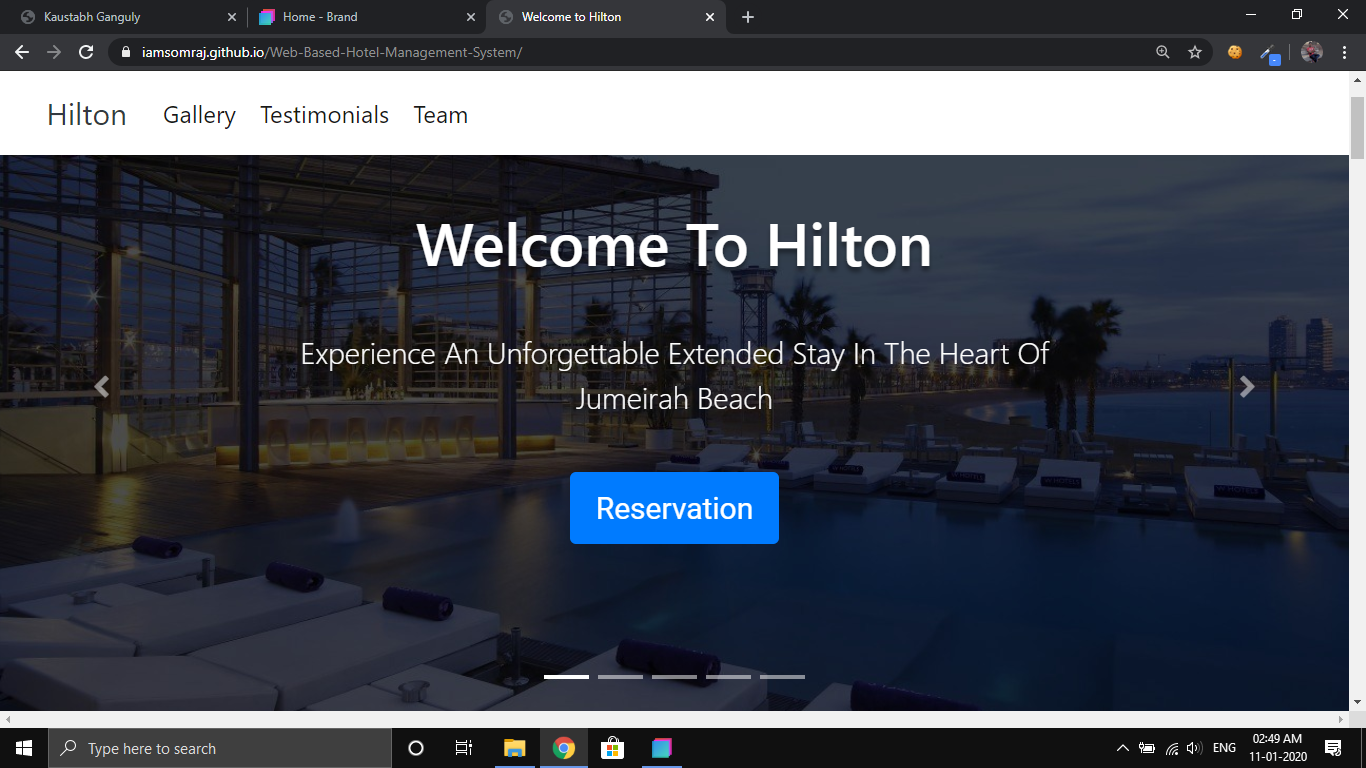 Kaustabh Ganguly
Home - Brand
Welcome to Hilton
iamsomraj.github.io/Web-Based-Hotel-Management-System/
Hilton Gallery Testimonials Team
Welcome To Hilton
Experience An Unforgettable Extended Stay In The Heart Of
Jumeirah Beach
Reservation
Type here to search
ENG
02:49 AM
11-01-2020